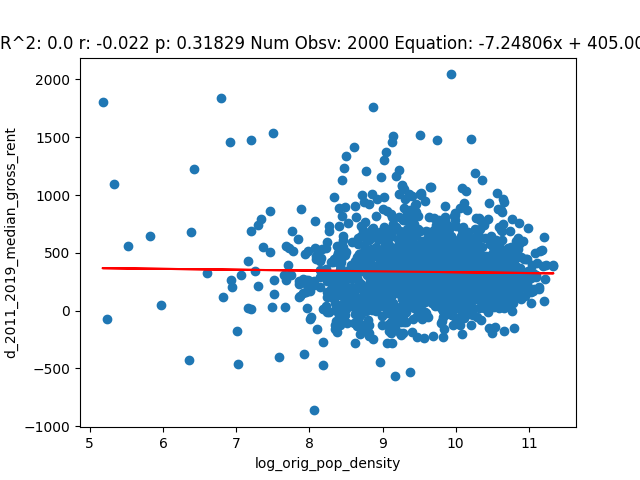 R^2: 0.0 r: -0.022 p: 0.31829 Num Obsv: 2000 Equation: -7.24806x + 405.00
2000
1500
1000
500
0
−500
−1000
d_2011_2019_median_gross_rent
5 6 7 8 9 10 11
log_orig_pop_density